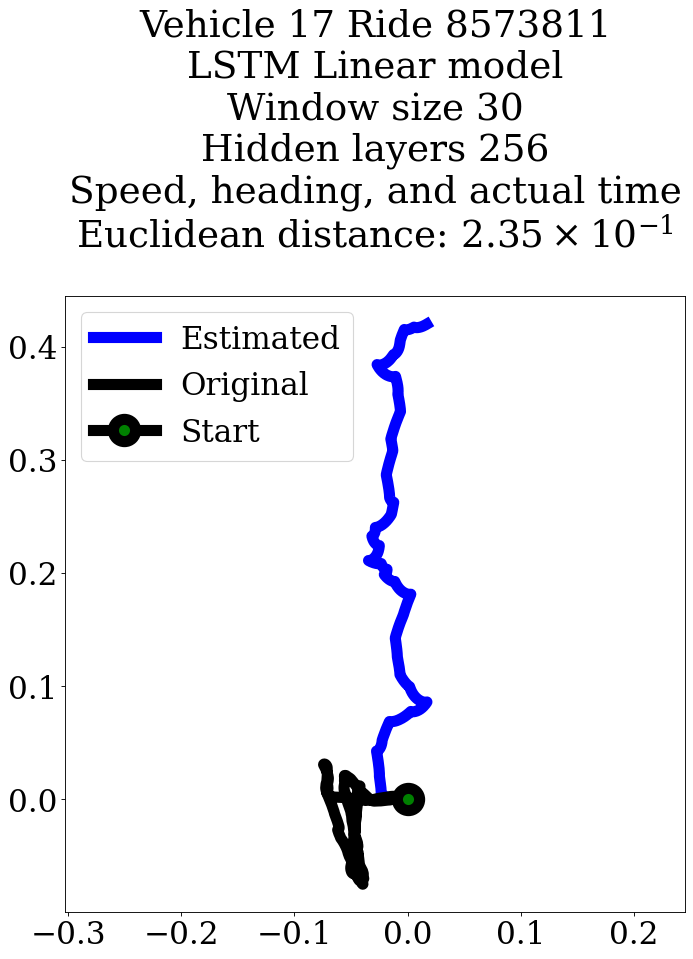 Vehicle 17 Ride 8573811
LSTM Linear model
Window size 30
Hidden layers 256
Speed, heading, and actual time
Euclidean distance: 2.35 × 10⁻¹
Estimated
Original
Start
0.4
0.3
0.2
0.1
0.0
−0.3 −0.2 −0.1 0.0 0.1 0.2